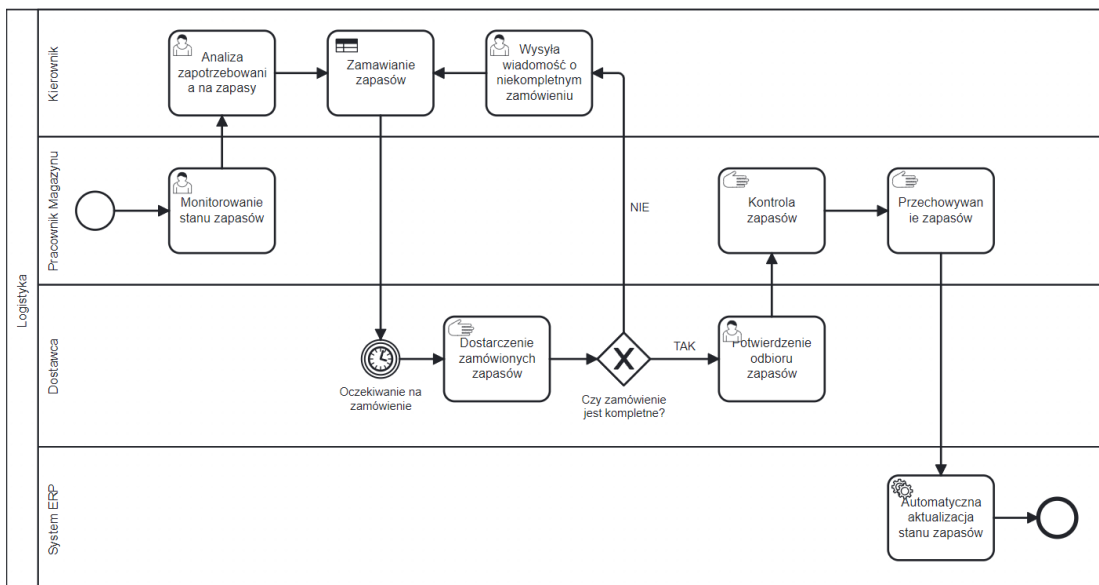 Logistyka
Kierownik
Analiza
zapotrzebowani
a na zapasy
Zamawianie
zapasów
Wysyła
wiadomość o
niekompletnym
zamówieniu
Pracownik Magazynu
Monitorowanie
stanu zapasów
NIE
Kontrola
zapasów
Przechowywan
ie zapasów
Dostawca
Oczekiwanie na
zamówienie
Dostarczenie
zamówionych
zapasów
Czy zamówienie
jest kompletne?
TAK
Potwierdzenie
odbioru
zapasów
System ERP
Automatyczna
aktualizacja
stanu zapasów